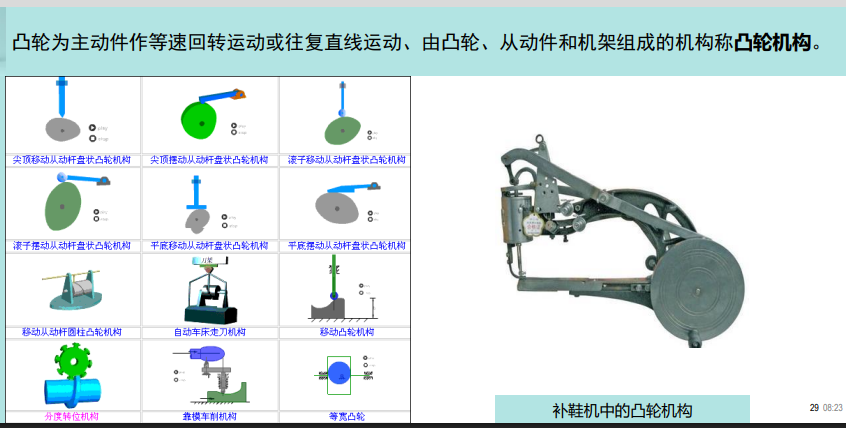 凸轮为主动件作等速回转运动或往复直线运动、由凸轮、从动件和机架组成的机构称凸轮机构。
尖顶移动从动杆盘状凸轮机构
尖顶摆动从动杆盘状凸轮机构
滚子移动从动杆盘状凸轮机构
滚子摆动从动杆盘状凸轮机构
平底移动从动杆盘状凸轮机构
平底摆动从动杆盘状凸轮机构
移动从动杆圆柱凸轮机构
自动车床走刀机构
移动凸轮机构
分度转位机构
靠模车削机构
等宽凸轮
补鞋机中的凸轮机构
29 08:23